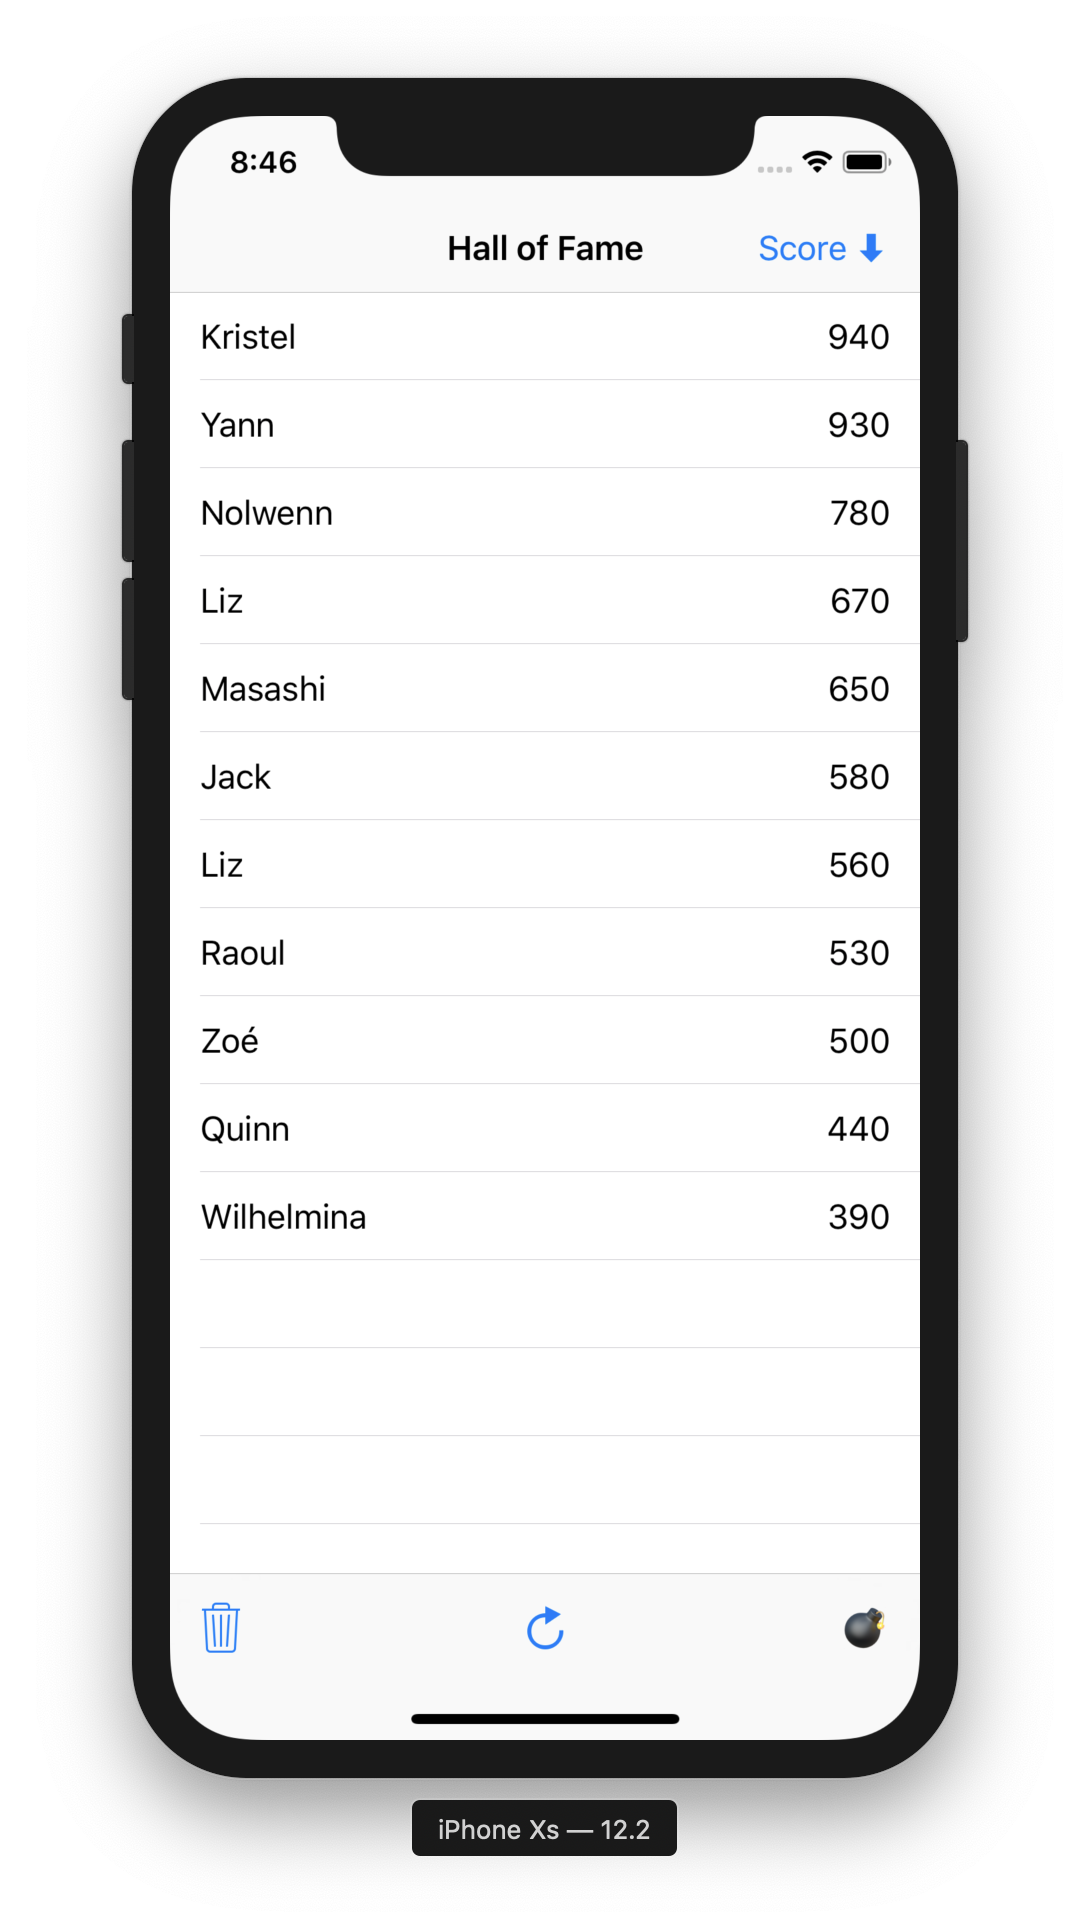 8:46
Hall of Fame Score ⬇
Kristel 940
Yann 930
Nolwenn 780
Liz 670
Masashi 650
Jack 580
Liz 560
Raoul 530
Zoé 500
Quinn 440
Wilhelmina 390
iPhone Xs — 12.2